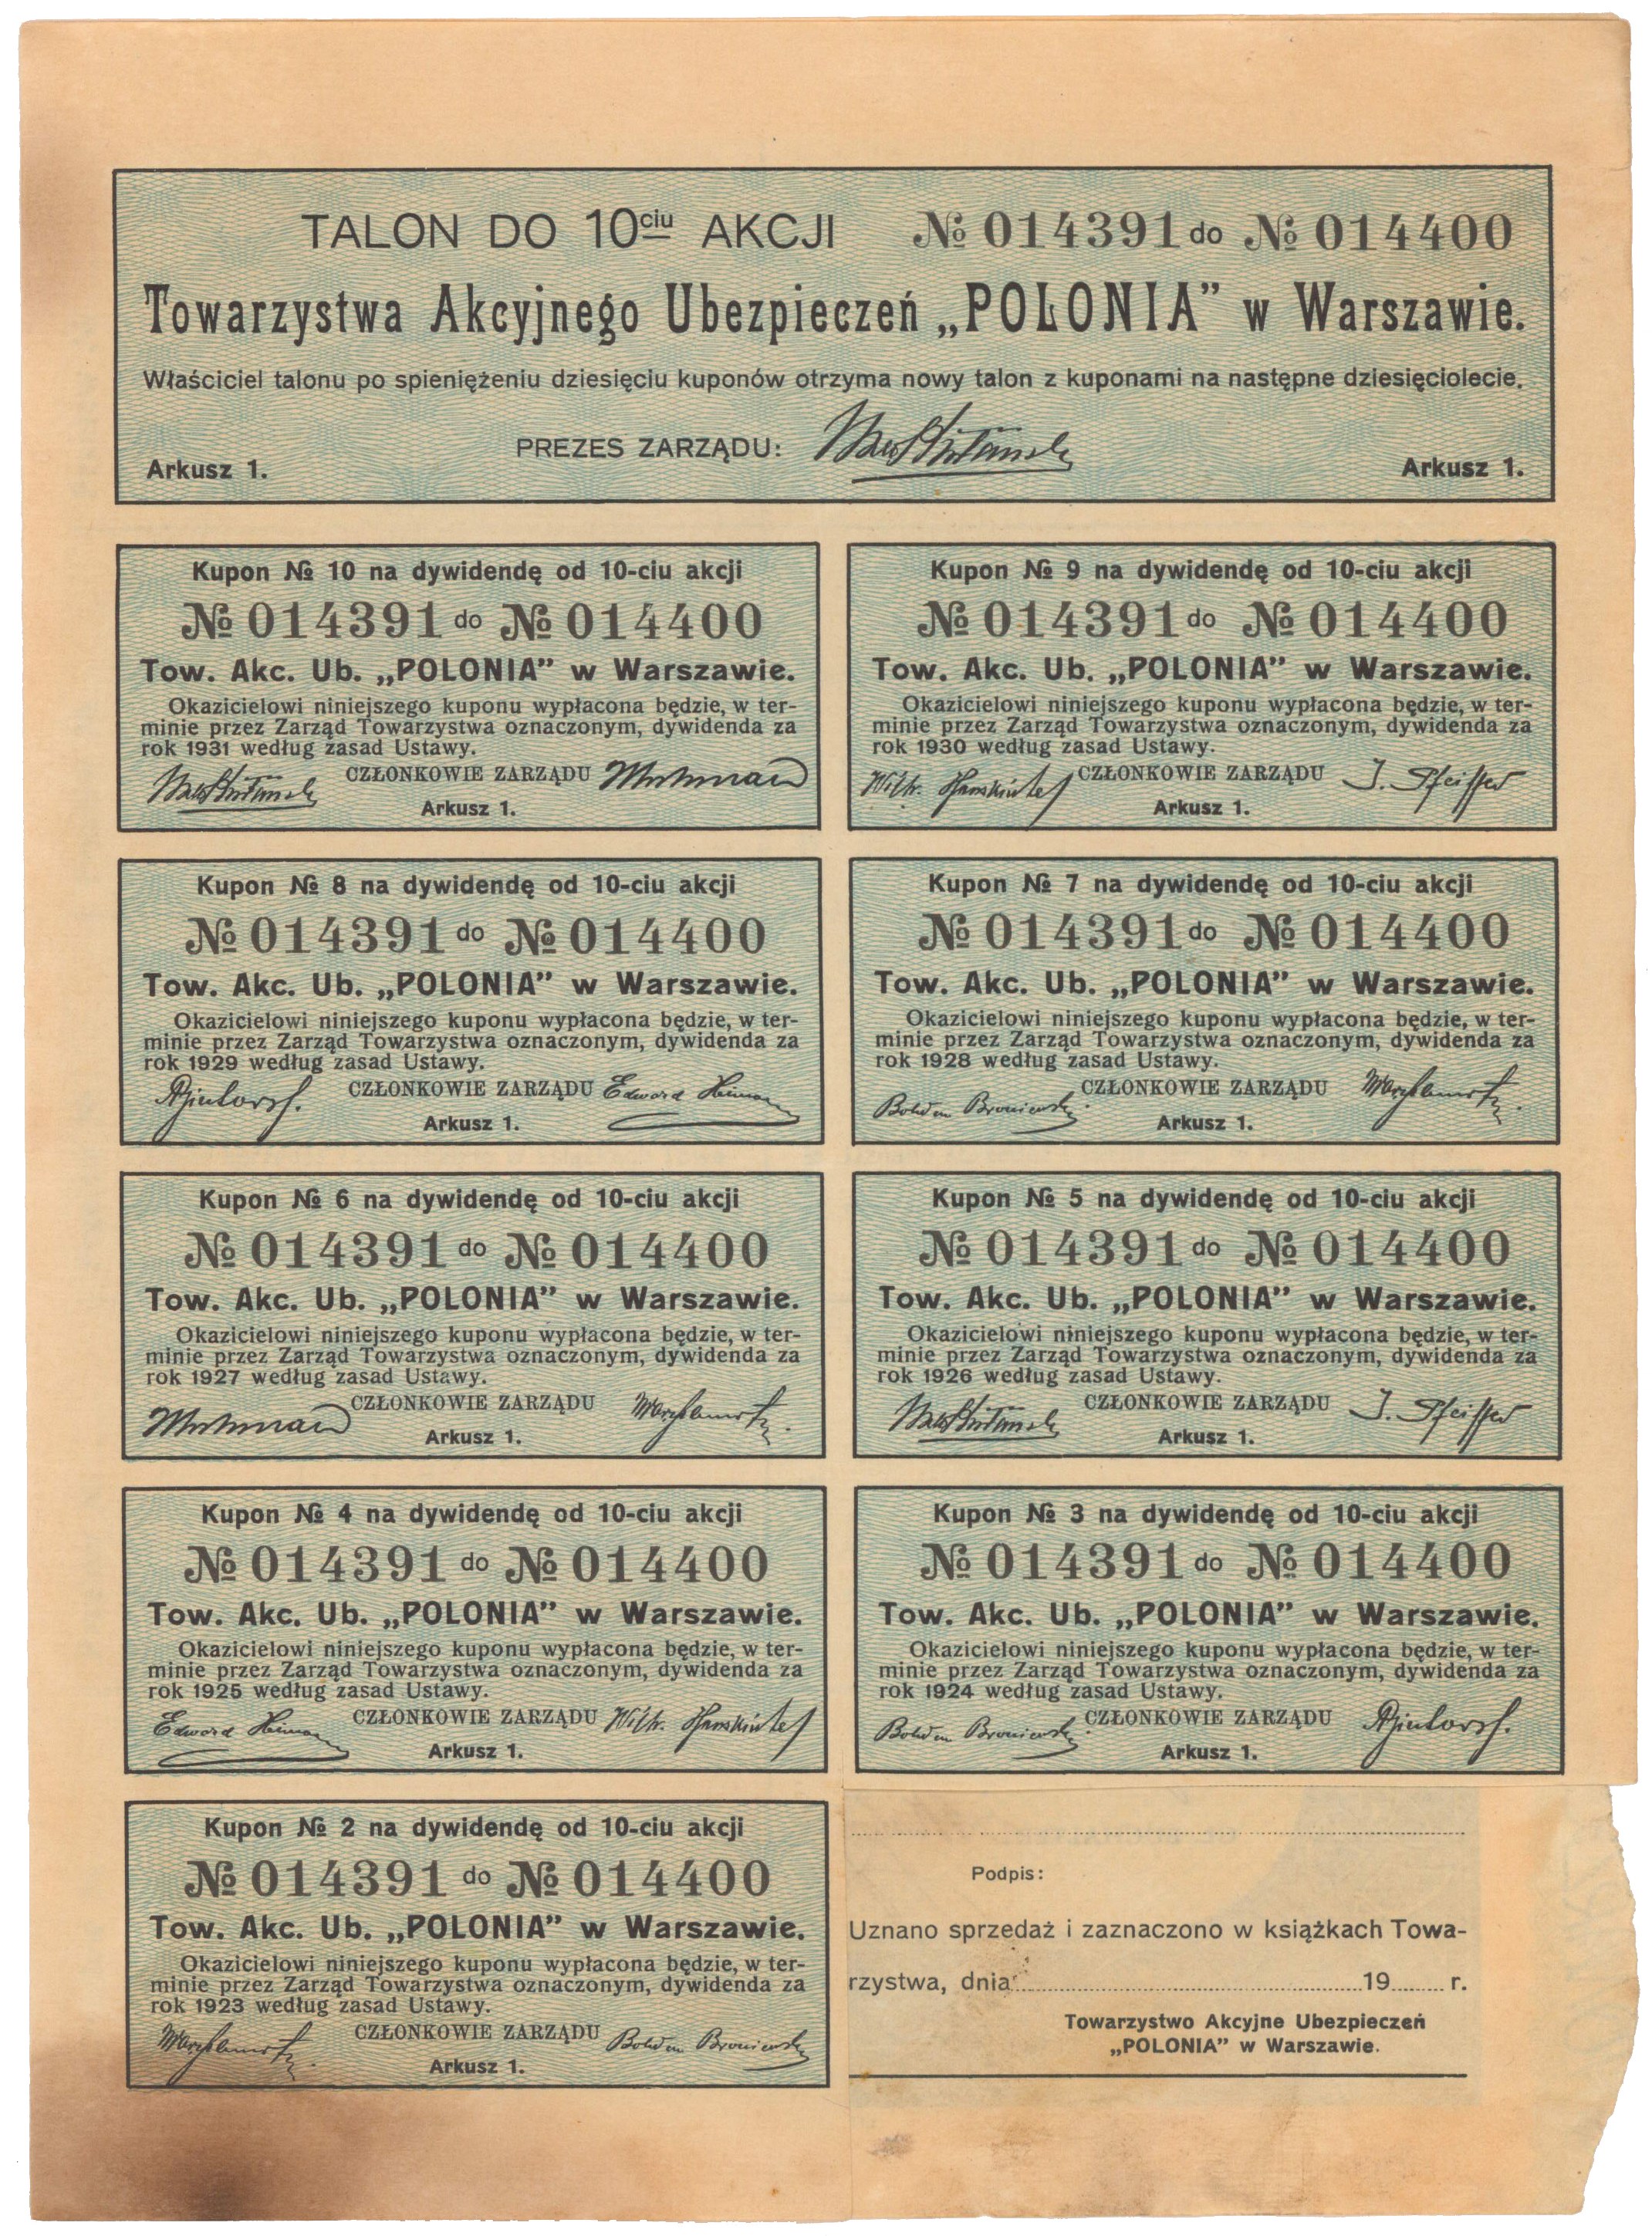 TALON DO 10ciu AKCJI № 014391 do № 014400
Towarzystwa Akcyjnego Ubezpieczeń „POLONIA” w Warszawie.
Właściciel talonu po spieniężeniu dziesięciu kuponów otrzyma nowy talon z kuponami na następne dziesięciolecie.
PREZES ZARZĄDU:
Arkusz 1. Arkusz 1.
Kupon № 10 na dywidendę od 10-ciu akcji
№ 014391 do № 014400
Tow. Akc. Ub. „POLONIA” w Warszawie.
Okazicielowi niniejszego kuponu wypłacona będzie, w ter-
minie przez Zarząd Towarzystwa oznaczonym, dywidenda za
rok 1931 według zasad Ustawy.
CZŁONKOWIE ZARZĄDU
Arkusz 1.
Kupon № 9 na dywidendę od 10-ciu akcji
№ 014391 do № 014400
Tow. Akc. Ub. „POLONIA” w Warszawie.
Okazicielowi niniejszego kuponu wypłacona będzie, w ter-
minie przez Zarząd Towarzystwa oznaczonym, dywidenda za
rok 1930 według zasad Ustawy.
CZŁONKOWIE ZARZĄDU J. Pfeiffer
Arkusz 1.
Kupon № 8 na dywidendę od 10-ciu akcji
№ 014391 do № 014400
Tow. Akc. Ub. „POLONIA” w Warszawie.
Okazicielowi niniejszego kuponu wypłacona będzie, w ter-
minie przez Zarząd Towarzystwa oznaczonym, dywidenda za
rok 1929 według zasad Ustawy.
CZŁONKOWIE ZARZĄDU Edward
Arkusz 1.
Kupon № 7 na dywidendę od 10-ciu akcji
№ 014391 do № 014400
Tow. Akc. Ub. „POLONIA” w Warszawie.
Okazicielowi niniejszego kuponu wypłacona będzie, w ter-
minie przez Zarząd Towarzystwa oznaczonym, dywidenda za
rok 1928 według zasad Ustawy.
CZŁONKOWIE ZARZĄDU
Arkusz 1.
Kupon № 6 na dywidendę od 10-ciu akcji
№ 014391 do № 014400
Tow. Akc. Ub. „POLONIA” w Warszawie.
Okazicielowi niniejszego kuponu wypłacona będzie, w ter-
minie przez Zarząd Towarzystwa oznaczonym, dywidenda za
rok 1927 według zasad Ustawy.
CZŁONKOWIE ZARZĄDU
Arkusz 1.
Kupon № 5 na dywidendę od 10-ciu akcji
№ 014391 do № 014400
Tow. Akc. Ub. „POLONIA” w Warszawie.
Okazicielowi niniejszego kuponu wypłacona będzie, w ter-
minie przez Zarząd Towarzystwa oznaczonym, dywidenda za
rok 1926 według zasad Ustawy.
CZŁONKOWIE ZARZĄDU J. Pfeiffer
Arkusz 1.
Kupon № 4 na dywidendę od 10-ciu akcji
№ 014391 do № 014400
Tow. Akc. Ub. „POLONIA” w Warszawie.
Okazicielowi niniejszego kuponu wypłacona będzie, w ter-
minie przez Zarząd Towarzystwa oznaczonym, dywidenda za
rok 1925 według zasad Ustawy.
Edward CZŁONKOWIE ZARZĄDU
Arkusz 1.
Kupon № 3 na dywidendę od 10-ciu akcji
№ 014391 do № 014400
Tow. Akc. Ub. „POLONIA” w Warszawie.
Okazicielowi niniejszego kuponu wypłacona będzie, w ter-
minie przez Zarząd Towarzystwa oznaczonym, dywidenda za
rok 1924 według zasad Ustawy.
CZŁONKOWIE ZARZĄDU
Arkusz 1.
Kupon № 2 na dywidendę od 10-ciu akcji
№ 014391 do № 014400
Tow. Akc. Ub. „POLONIA” w Warszawie.
Okazicielowi niniejszego kuponu wypłacona będzie, w ter-
minie przez Zarząd Towarzystwa oznaczonym, dywidenda za
rok 1923 według zasad Ustawy.
CZŁONKOWIE ZARZĄDU
Arkusz 1.
Podpis:
Uznano sprzedaż i zaznaczono w książkach Towa-
rzystwa, dnia 19 r.
Towarzystwo Akcyjne Ubezpieczeń
„POLONIA” w Warszawie.